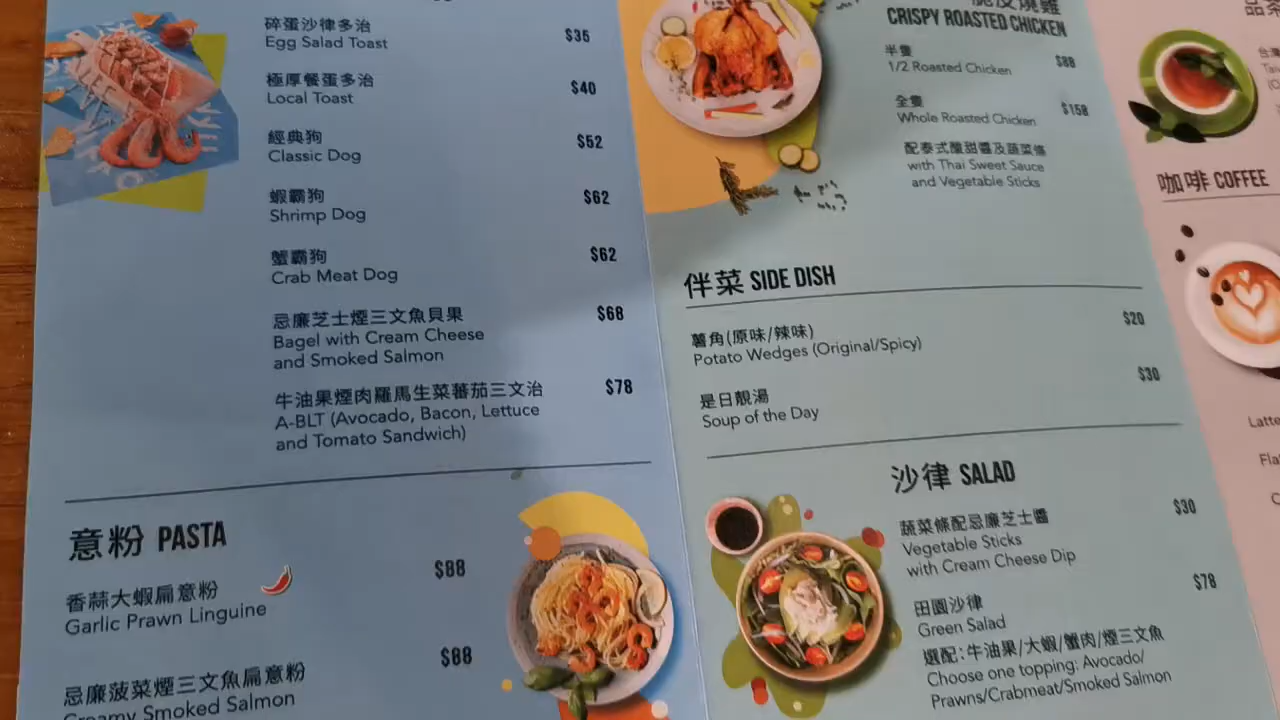 碎蛋沙律多治
Egg Salad Toast
$35
極厚餐蛋多治
Local Toast
$40
經典狗
Classic Dog
$52
蝦霸狗
Shrimp Dog
$62
蟹霸狗
Crab Meat Dog
$62
忌廉芝士煙三文魚貝果
Bagel with Cream Cheese
and Smoked Salmon
$68
牛油果煙肉羅馬生菜蕃茄三文治
A-BLT (Avocado, Bacon, Lettuce
and Tomato Sandwich)
$78
意粉 PASTA
香蒜大蝦扁意粉
Garlic Prawn Linguine
$88
忌廉菠菜煙三文魚扁意粉
Creamy Smoked Salmon
$88
脆皮燒雞
CRISPY ROASTED CHICKEN
半隻
1/2 Roasted Chicken
$88
全隻
Whole Roasted Chicken
$158
配泰式酸甜醬及蔬菜條
with Thai Sweet Sauce
and Vegetable Sticks
伴菜 SIDE DISH
薯角(原味/辣味)
Potato Wedges (Original/Spicy)
$20
是日靚湯
Soup of the Day
$30
沙律 SALAD
蔬菜條配忌廉芝士醬
Vegetable Sticks
with Cream Cheese Dip
$30
田園沙律
Green Salad
$78
選配:牛油果/大蝦/蟹肉/煙三文魚
Choose one topping: Avocado/
Prawns/Crabmeat/Smoked Salmon
品茶
台灣
咖啡 COFFEE
Latte